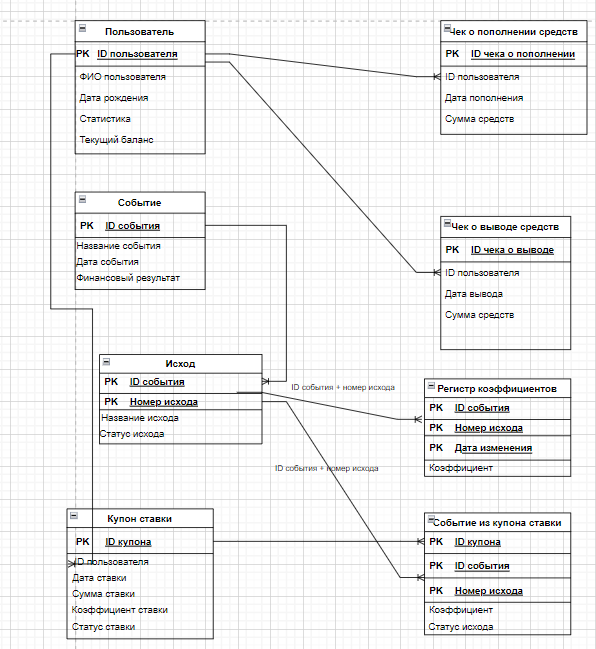 Пользователь
PK ID пользователя
ФИО пользователя
Дата рождения
Статистика
Текущий баланс
Чек о пополнении средств
PK ID чека о пополнении
ID пользователя
Дата пополнения
Сумма средств
Событие
PK ID события
Название события
Дата события
Финансовый результат
Чек о выводе средств
PK ID чека о выводе
ID пользователя
Дата вывода
Сумма средств
Исход
PK ID события
PK Номер исхода
Название исхода
Статус исхода
ID события + номер исхода
Регистр коэффициентов
PK ID события
PK Номер исхода
PK Дата изменения
Коэффициент
ID события + номер исхода
Купон ставки
PK ID купона
ID пользователя
Дата ставки
Сумма ставки
Коэффициент ставки
Статус ставки
Событие из купона ставки
PK ID купона
PK ID события
PK Номер исхода
Коэффициент
Статус исхода